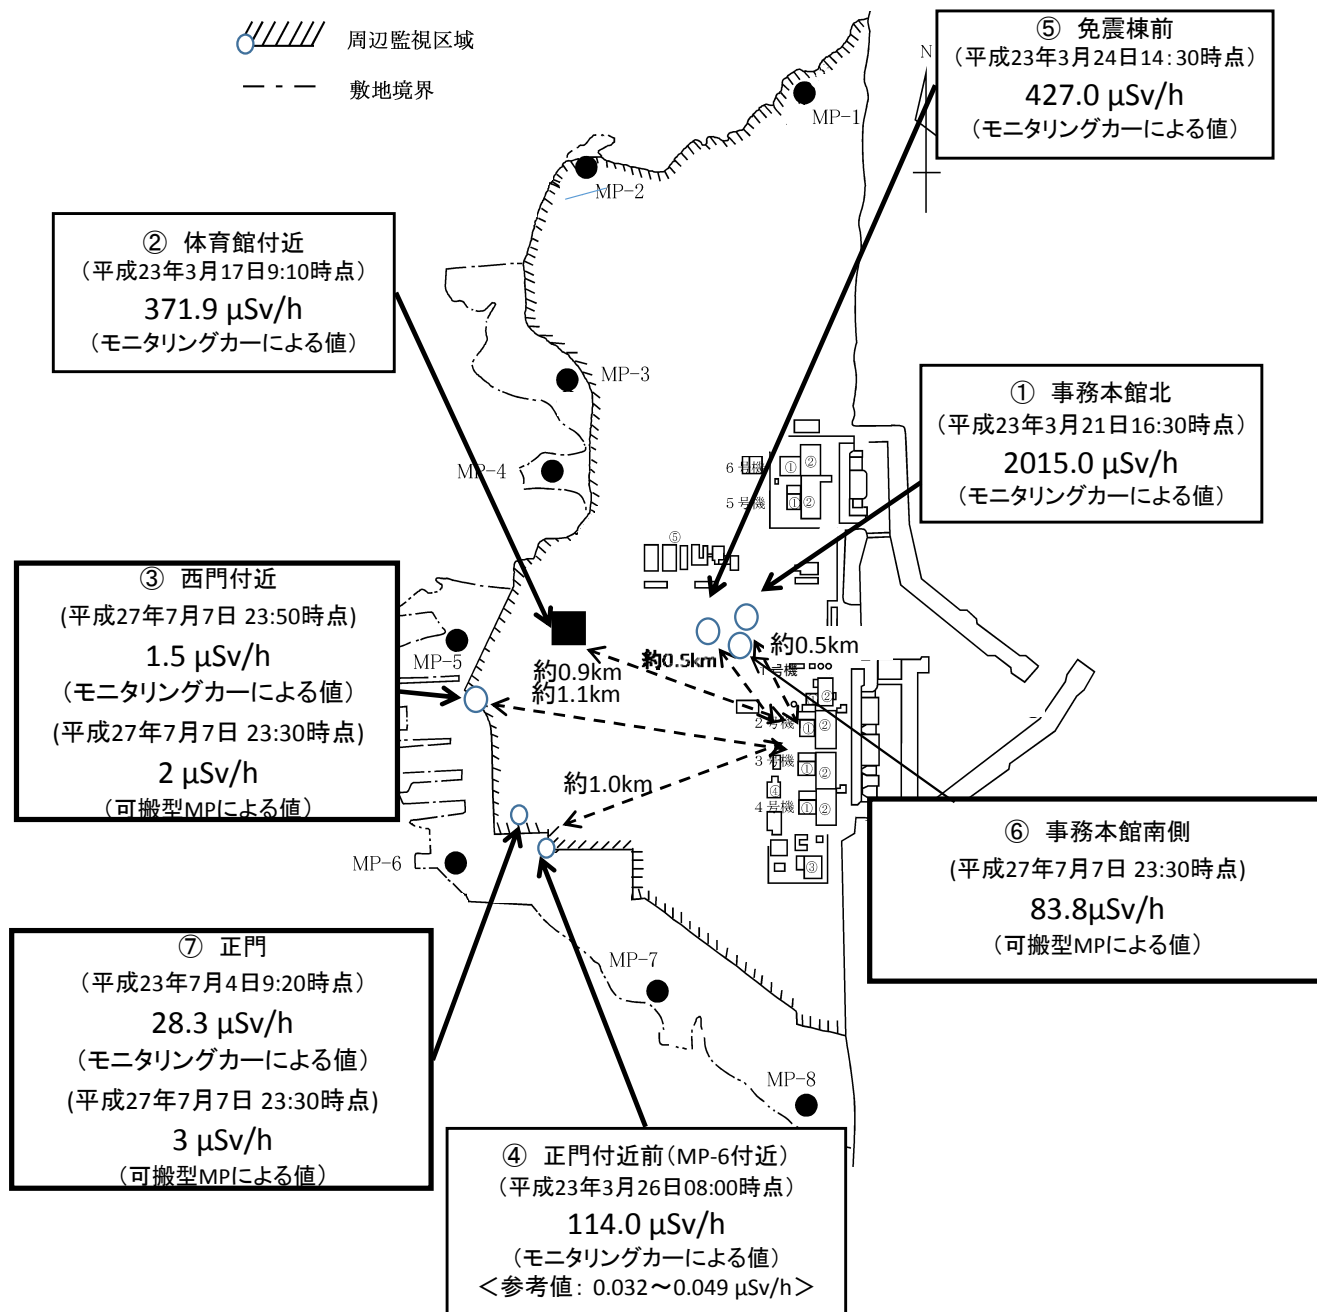 周辺監視区域
敷地境界
⑤ 免震棟前
(平成23年3月24日14:30時点)
427.0 μSv/h
(モニタリングカーによる値)
N
MP-1
MP-2
② 体育館付近
(平成23年3月17日9:10時点)
371.9 μSv/h
(モニタリングカーによる値)
MP-3
MP-4
① 事務本館北
(平成23年3月21日16:30時点)
2015.0 μSv/h
(モニタリングカーによる値)
6号機
① ②
5号機
① ②
⑤
③ 西門付近
(平成27年7月7日 23:50時点)
1.5 μSv/h
(モニタリングカーによる値)
(平成27年7月7日 23:30時点)
2 μSv/h
(可搬型MPによる値)
MP-5
約0.9km
約1.1km
約0.5km
約0.5km
1号機
②
2号機
① ②
3号機
① ②
④
4号機
① ②
③
約1.0km
MP-6
⑥ 事務本館南側
(平成27年7月7日 23:30時点)
83.8μSv/h
(可搬型MPによる値)
⑦ 正門
(平成23年7月4日9:20時点)
28.3 μSv/h
(モニタリングカーによる値)
(平成27年7月7日 23:30時点)
3 μSv/h
(可搬型MPによる値)
MP-7
MP-8
④ 正門付近前(MP-6付近)
(平成23年3月26日08:00時点)
114.0 μSv/h
(モニタリングカーによる値)
<参考値: 0.032～0.049 μSv/h>